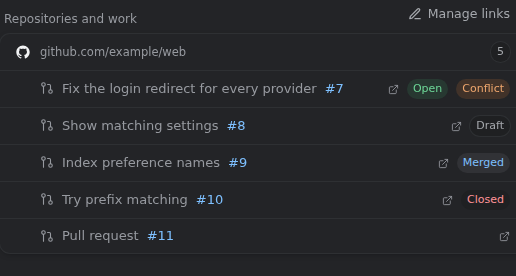 Repositories and work
Manage links
github.com/example/web 5
Fix the login redirect for every provider #7 Open Conflict
Show matching settings #8 Draft
Index preference names #9 Merged
Try prefix matching #10 Closed
Pull request #11